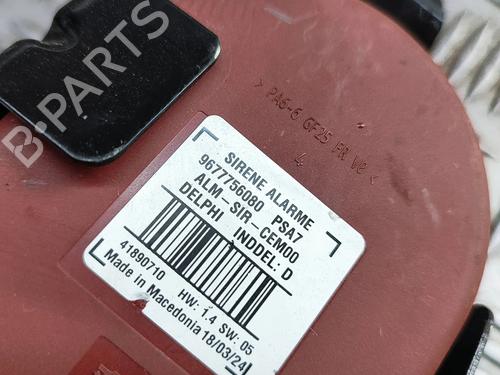 B-PARTS
> PA6-6 GF25 FR V0 <
4
SIRENE ALARME
9677756080 PSA7
ALM-SIR-CEM00
DELPHI INDDEL: D
41890710 HW: 1.4 SW: 05
Made in Macedonia 18/03/24